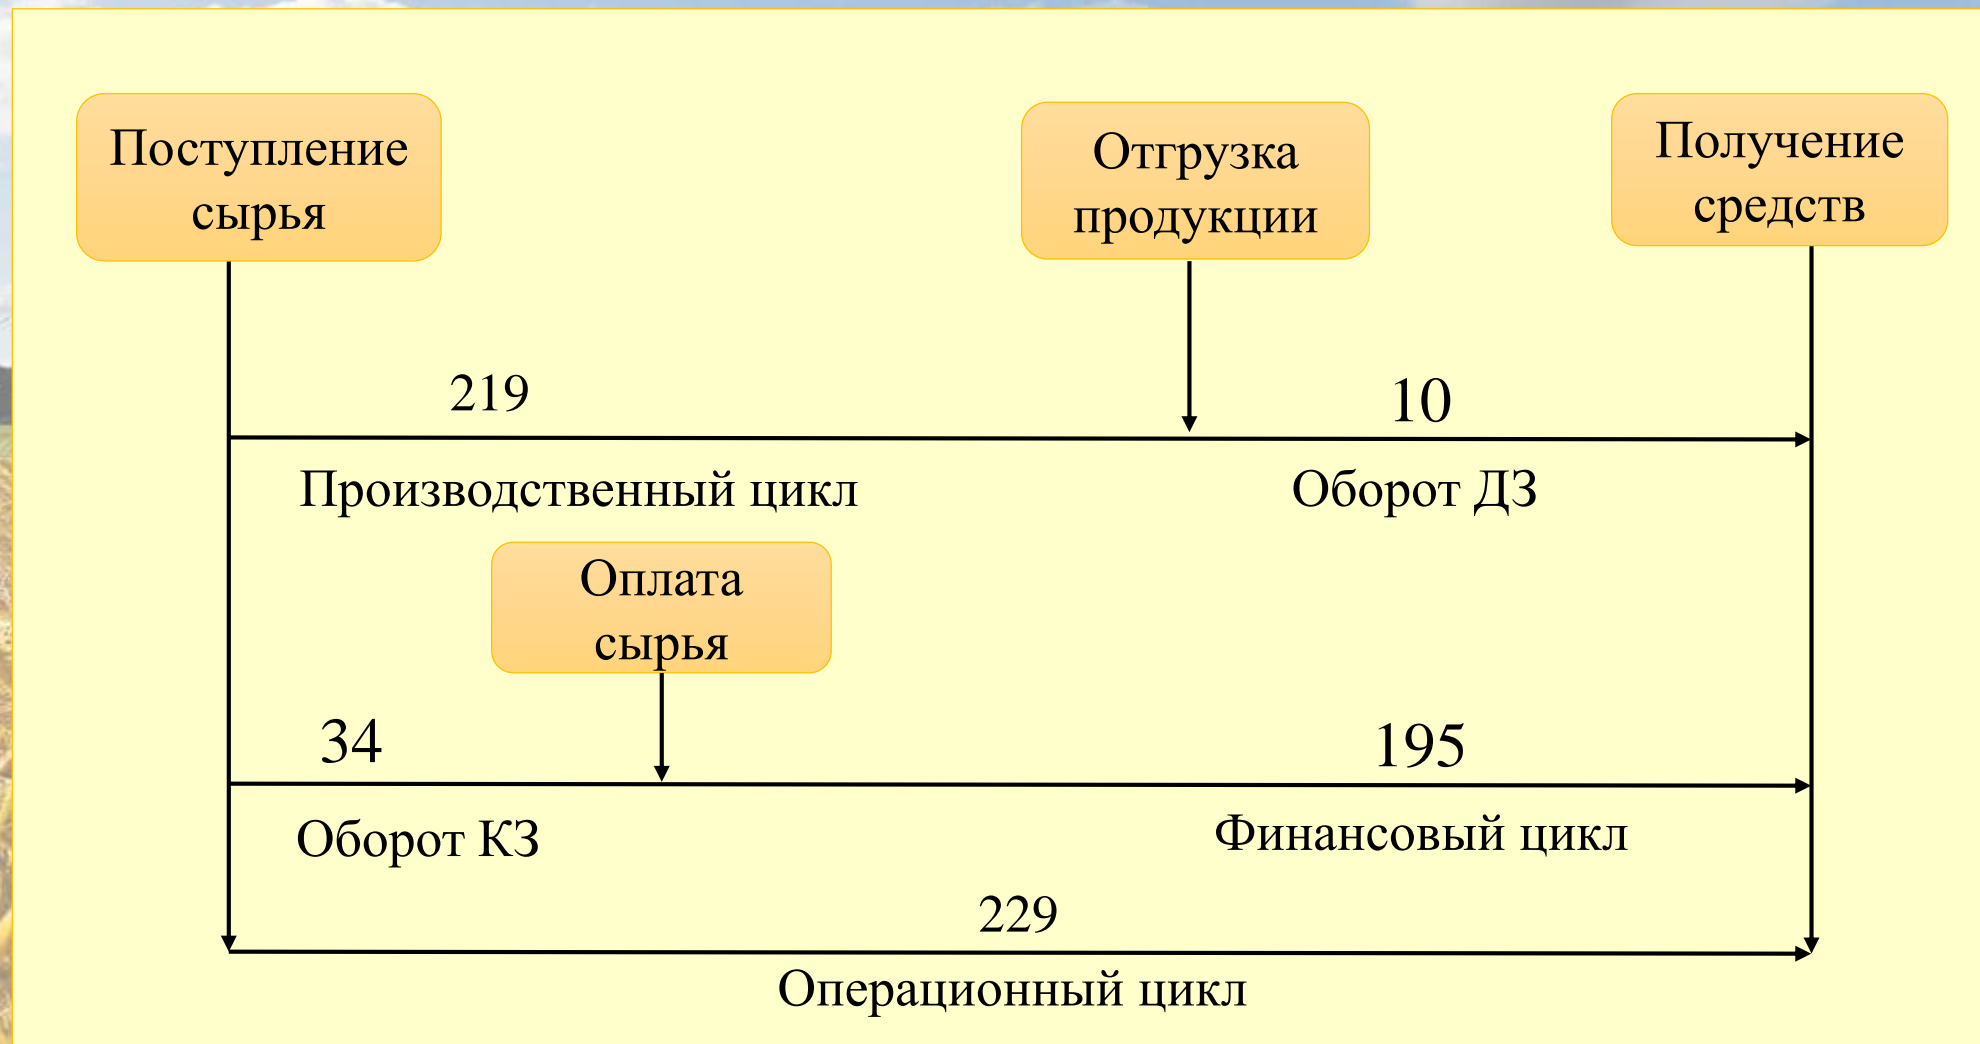 Поступление
сырья
Отгрузка
продукции
Получение
средств
219
10
Производственный цикл
Оборот ДЗ
Оплата
сырья
34
195
Оборот КЗ
Финансовый цикл
229
Операционный цикл